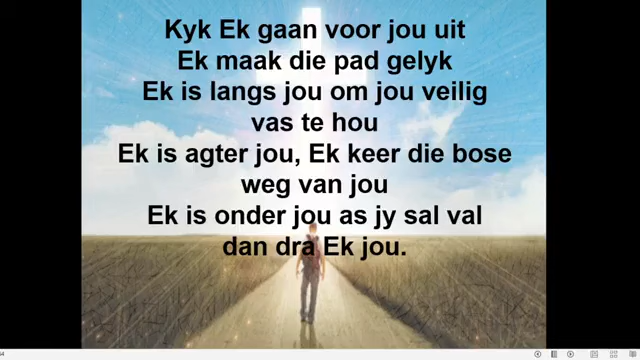 Kyk Ek gaan voor jou uit
Ek maak die pad gelyk
Ek is langs jou om jou veilig
vas te hou
Ek is agter jou, Ek keer die bose
weg van jou
Ek is onder jou as jy sal val
dan dra Ek jou.